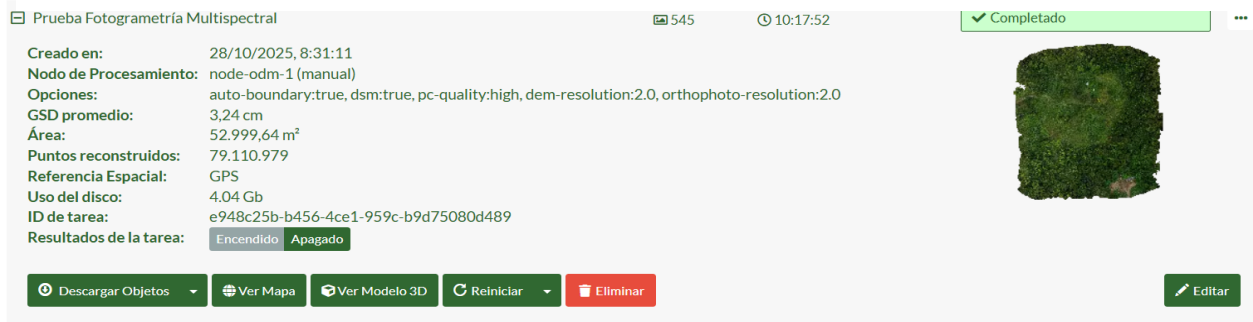 Prueba Fotogrametría Multispectral 545 10:17:52 Completado
Creado en: 28/10/2025, 8:31:11
Nodo de Procesamiento: node-odm-1 (manual)
Opciones: auto-boundary:true, dsm:true, pc-quality:high, dem-resolution:2.0, orthophoto-resolution:2.0
GSD promedio: 3,24 cm
Área: 52.999,64 m²
Puntos reconstruidos: 79.110.979
Referencia Espacial: GPS
Uso del disco: 4.04 Gb
ID de tarea: e948c25b-b456-4ce1-959c-b9d75080d489
Resultados de la tarea: Encendido Apagado
Descargar Objetos Ver Mapa Ver Modelo 3D Reiniciar Eliminar Editar